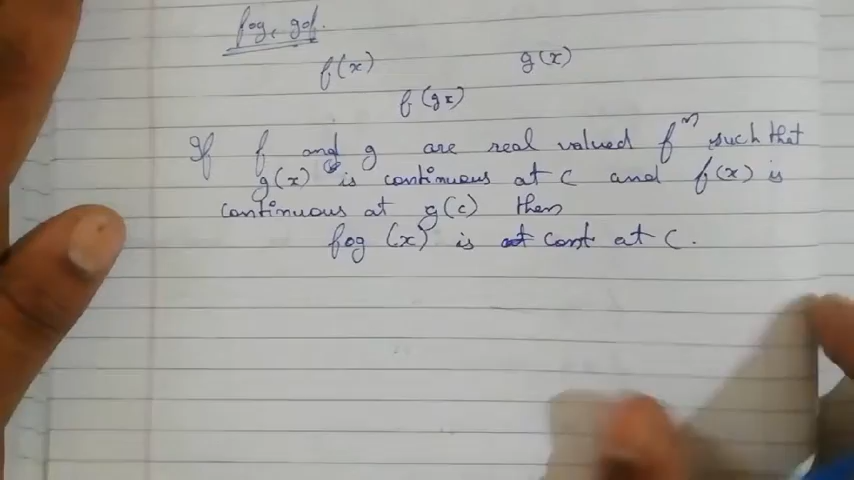 fog, gof.
f(x) g(x)
f(gx)
If f and g are real valued fⁿ such that
g(x) is continuous at c and f(x) is
continuous at g(c) then
fog (x) is cont. at c.